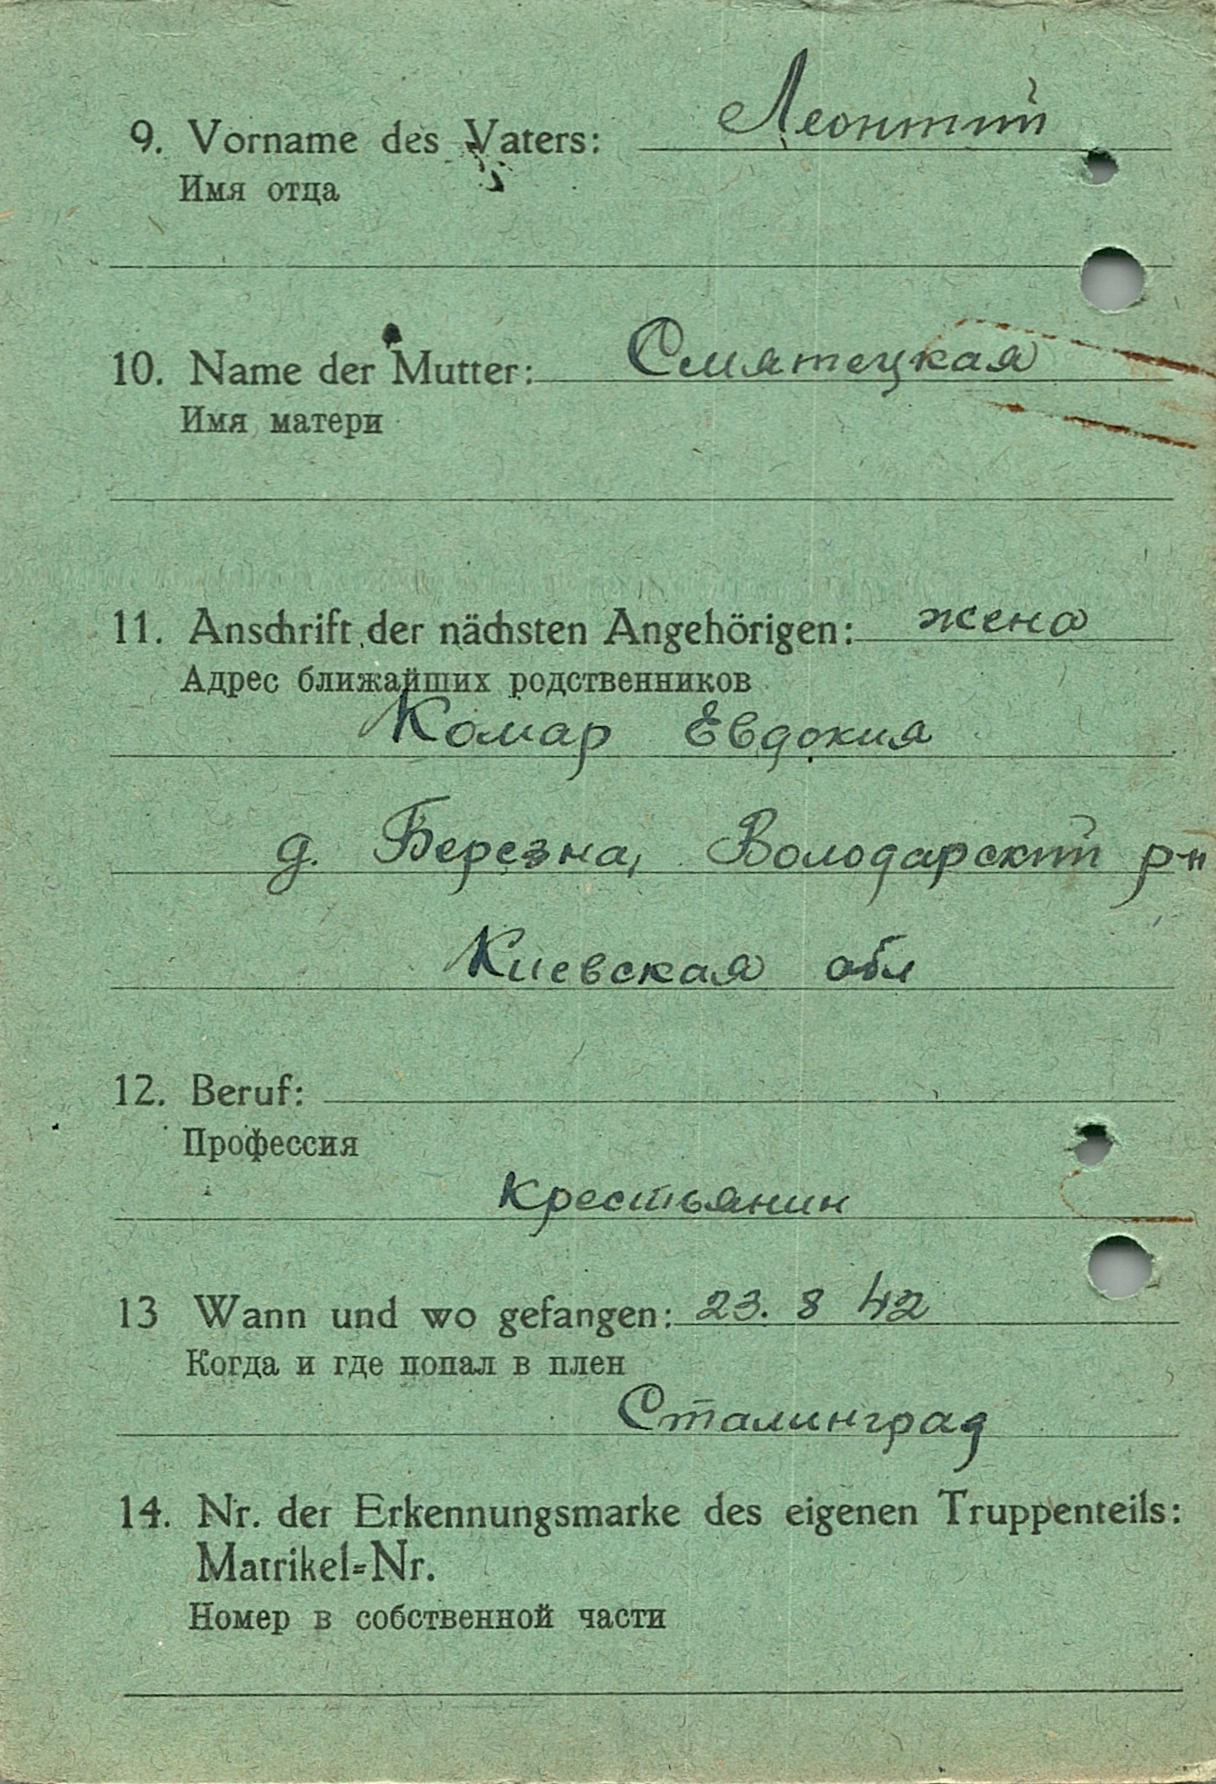 9. Vorname des Vaters: Леонтий
Имя отца
10. Name der Mutter: Смятецкая
Имя матери
11. Anschrift der nächsten Angehörigen: жена
Адрес ближайших родственников
Комар Евдокия
д. Березна, Володарский р-н
Киевская обл
12. Beruf:
Профессия
Крестьянин
13 Wann und wo gefangen: 23. 8 42
Когда и где попал в плен
Сталинград
14. Nr. der Erkennungsmarke des eigenen Truppenteils:
Matrikel-Nr.
Номер в собственной части